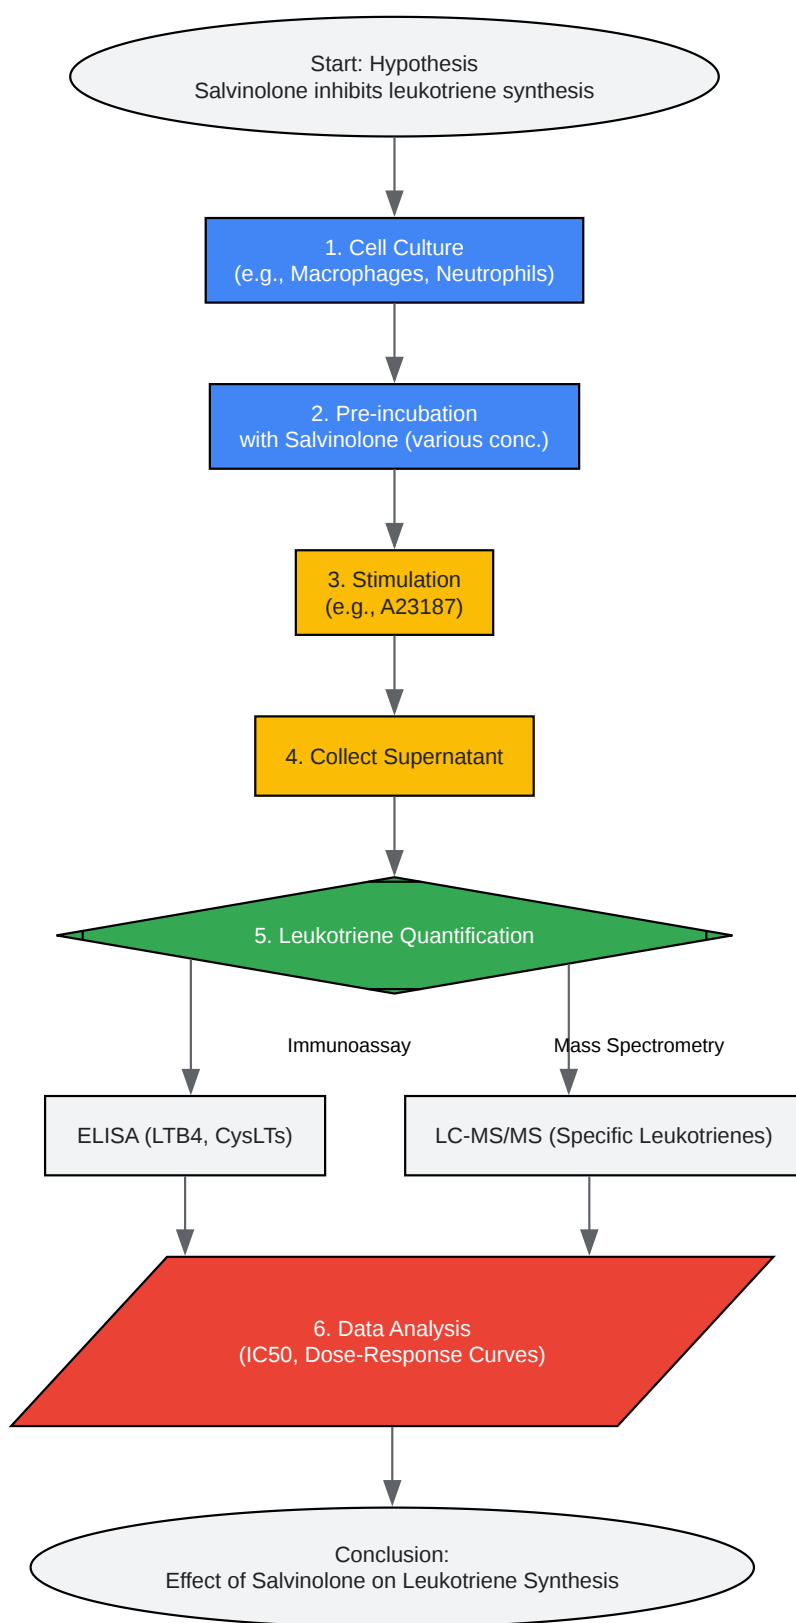 Start: Hypothesis
Salvinolone inhibits leukotriene synthesis
1. Cell Culture
(e.g., Macrophages, Neutrophils)
2. Pre-incubation
with Salvinolone (various conc.)
3. Stimulation
(e.g., A23187)
4. Collect Supernatant
5. Leukotriene Quantification
Immunoassay
Mass Spectrometry
ELISA (LTB4, CysLTs)
LC-MS/MS (Specific Leukotrienes)
6. Data Analysis
(IC50, Dose-Response Curves)
Conclusion:
Effect of Salvinolone on Leukotriene Synthesis